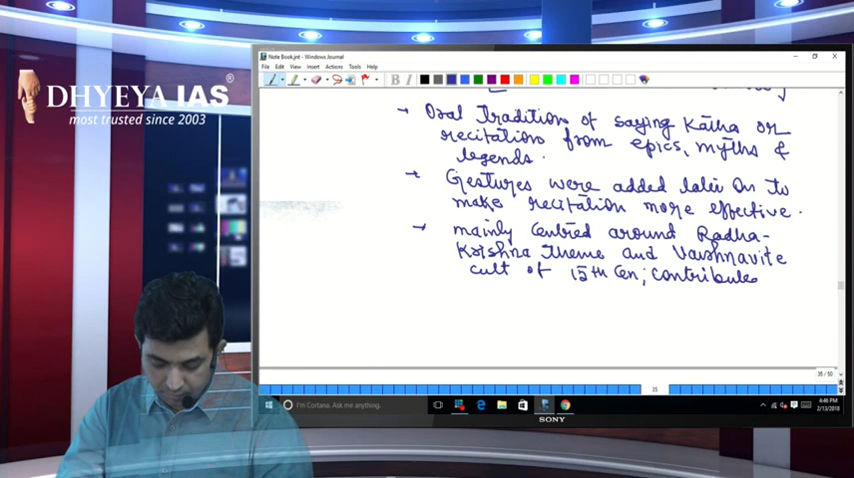 DHYEYA IAS®
most trusted since 2003
Note Book.jnt - Windows Journal
File Edit View Insert Actions Tools Help
B I
→ Oral Tradition of saying Kātha or
recitation from epics, myths &
legends.
→ Gestures were added later on to
make recitation more effective.
→ mainly centred around Radha-
Krishna Theme and Vaishnavite
cult of 15th Cen; contributes
35 / 50
35
I'm Cortana. Ask me anything.
4:46 PM
2/13/2018
SONY